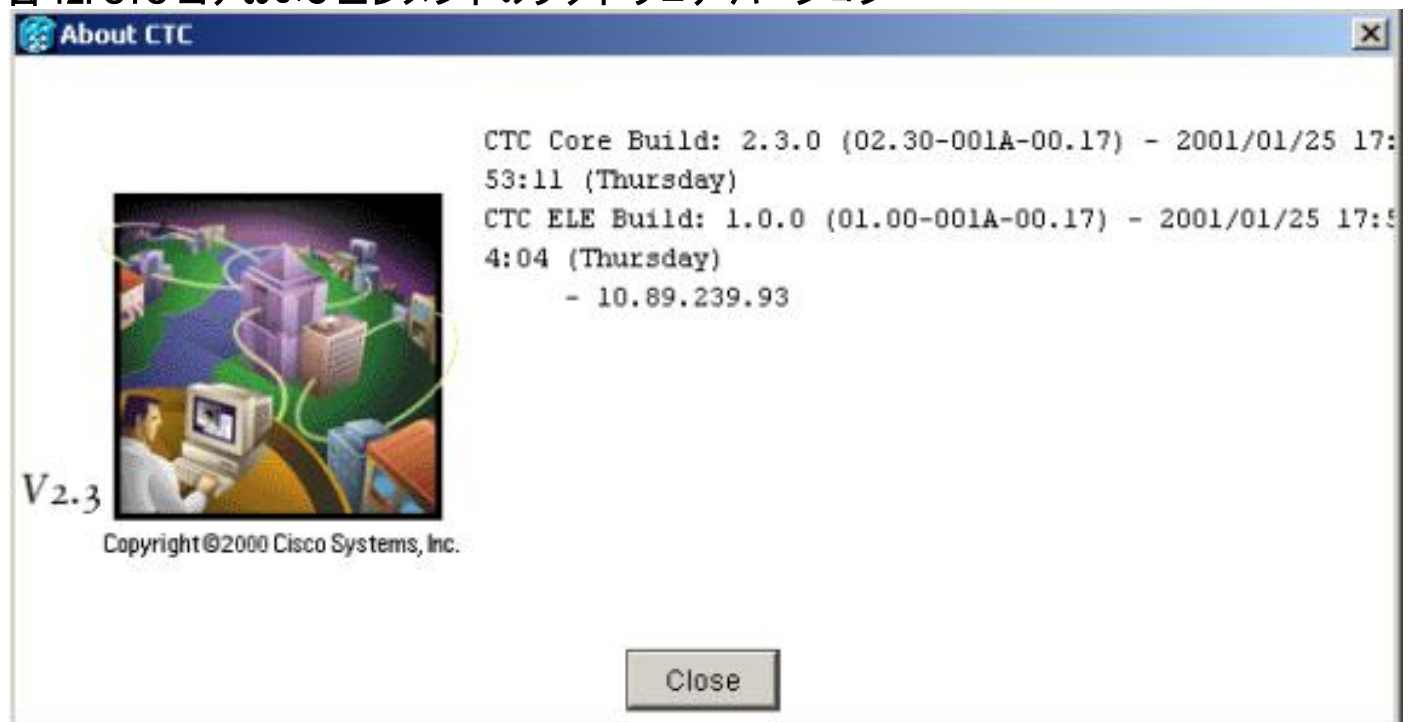 About CTC
CTC Core Build: 2.3.0 (02.30-001A-00.17) - 2001/01/25 17:
53:11 (Thursday)
CTC ELE Build: 1.0.0 (01.00-001A-00.17) - 2001/01/25 17:5
4:04 (Thursday)
- 10.89.239.93
V2.3
Copyright©2000 Cisco Systems, Inc.
Close